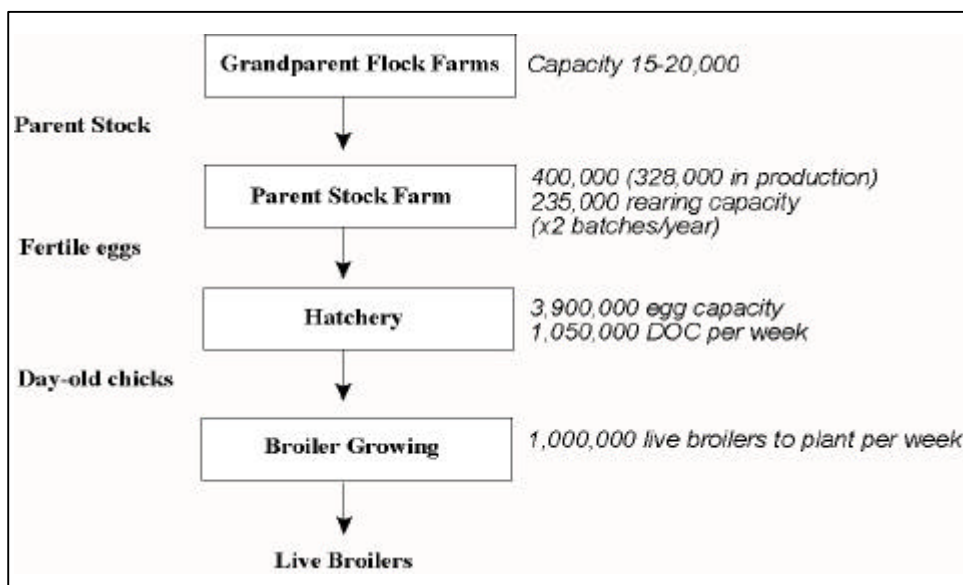 Grandparent Flock Farms
Capacity 15-20,000
Parent Stock
Parent Stock Farm
400,000 (328,000 in production)
235,000 rearing capacity
(x2 batches/year)
Fertile eggs
Hatchery
3,900,000 egg capacity
1,050,000 DOC per week
Day-old chicks
Broiler Growing
1,000,000 live broilers to plant per week
Live Broilers